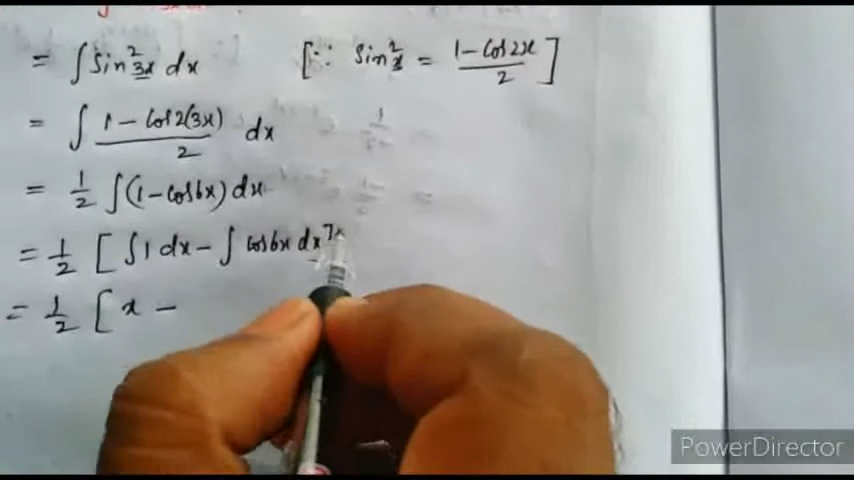 = ∫ Sin²3x dx [∵ Sin²x = (1 - Cos2x)/2]
= ∫ (1 - Cos2(3x))/2 dx
= 1/2 ∫(1 - Cos6x) dx
= 1/2 [∫1 dx - ∫ Cos6x dx]
= 1/2 [x -
PowerDirector